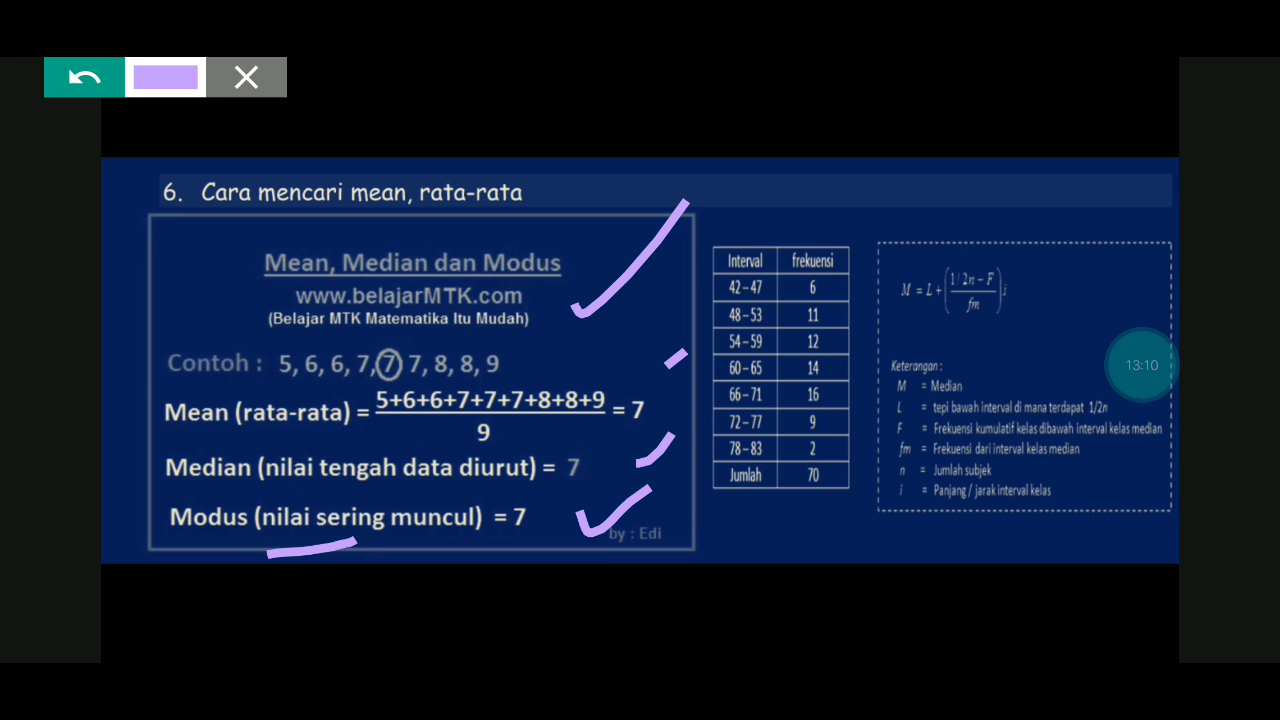 6. Cara mencari mean, rata-rata
Mean, Median dan Modus
www.belajarMTK.com
(Belajar MTK Matematika Itu Mudah)
Contoh : 5, 6, 6, 7, 7 7, 8, 8, 9
Mean (rata-rata) = 5+6+6+7+7+7+8+8+9 / 9 = 7
Median (nilai tengah data diurut) = 7
Modus (nilai sering muncul) = 7
by : Edi
Interval frekuensi
42-47 6
48-53 11
54-59 12
60-65 14
66-71 16
72-77 9
78-83 2
Jumlah 70
M = L + (1/2n - F / fm) i
Keterangan :
M = Median
L = tepi bawah interval di mana terdapat 1/2n
F = Frekuensi kumulatif kelas dibawah interval kelas median
fm = Frekuensi dari interval kelas median
n = Jumlah subjek
i = Panjang / jarak interval kelas
13:10